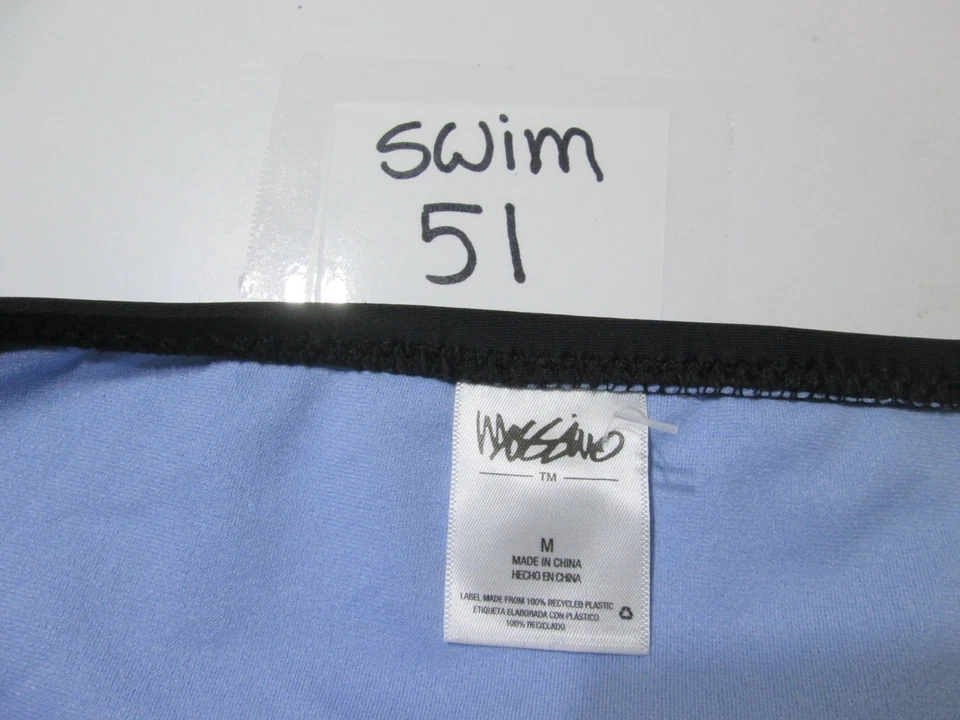 swim
51
Mossimo
TM
M
MADE IN CHINA
HECHO EN CHINA
LABEL MADE FROM 100% RECYCLED PLASTIC
ETIQUETA ELABORADA CON PLÁSTICO
100% RECICLADO